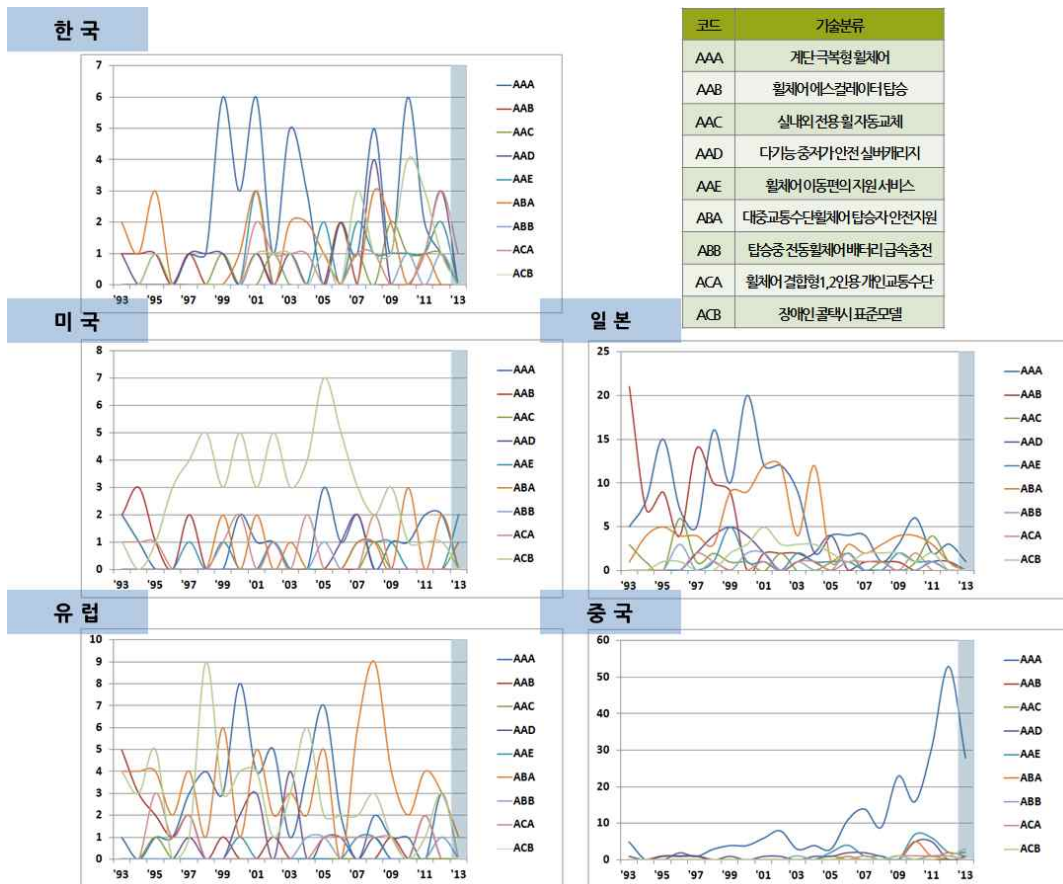 한 국
7
6
5
4
3
2
1
0
'93 '95 '97 '99 '01 '03 '05 '07 '09 '11 '13
AAA
AAB
AAC
AAD
AAE
ABA
ABB
ACA
ACB
코드 기술분류
AAA 계단 극복형 휠체어
AAB 휠체어 에스컬레이터 탑승
AAC 실내외 전용 휠 자동교체
AAD 다기능 중저가 안전 실버캐리지
AAE 휠체어 이동편의 지원 서비스
ABA 대중교통수단휠체어 탑승자 안전지원
ABB 탑승중 전동휠체어 배터리 급속충전
ACA 휠체어 결합형1,2인용 개인교통수단
ACB 장애인 콜택시 표준모델
미 국
8
7
6
5
4
3
2
1
0
'93 '95 '97 '99 '01 '03 '05 '07 '09 '11 '13
AAA
AAB
AAC
AAD
AAE
ABA
ABB
ACA
ACB
일 본
25
20
15
10
5
0
'93 '95 '97 '99 '01 '03 '05 '07 '09 '11 '13
AAA
AAB
AAC
AAD
AAE
ABA
ABB
ACA
ACB
유 럽
10
9
8
7
6
5
4
3
2
1
0
'93 '95 '97 '99 '01 '03 '05 '07 '09 '11 '13
AAA
AAB
AAC
AAD
AAE
ABA
ABB
ACA
ACB
중 국
60
50
40
30
20
10
0
'93 '95 '97 '99 '01 '03 '05 '07 '09 '11 '13
AAA
AAB
AAC
AAD
AAE
ABA
ABB
ACA
ACB